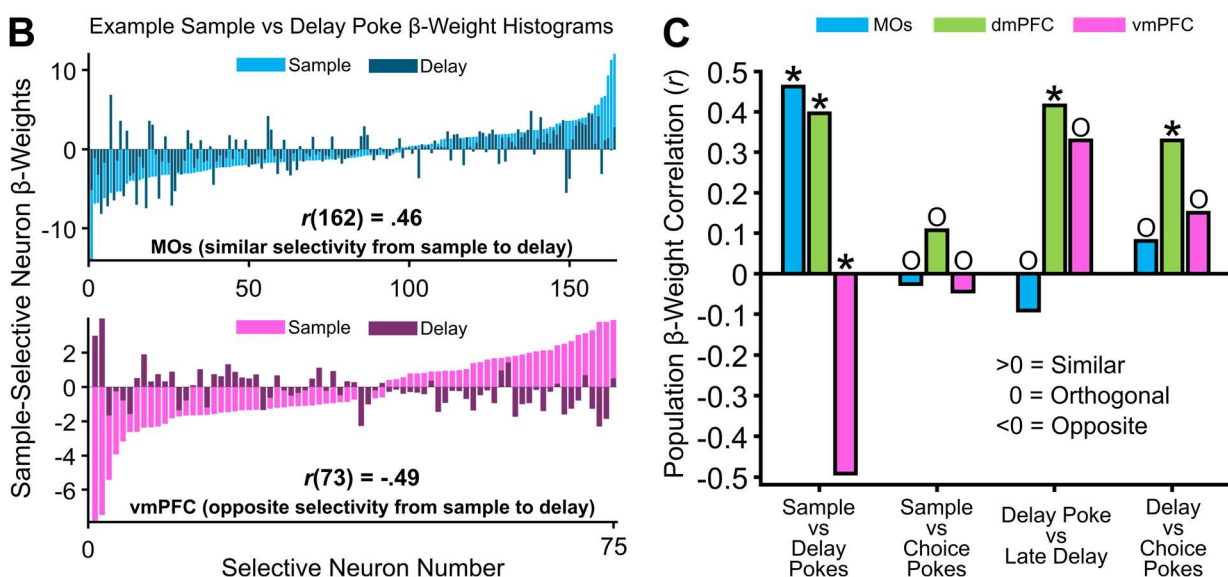 B
Example Sample vs Delay Poke β-Weight Histograms
Sample-Selective Neuron β-Weights
Sample
Delay
10
0
-10
r(162) = .46
MOs (similar selectivity from sample to delay)
0
50
100
150
Sample
Delay
2
0
-2
-4
-6
r(73) = -.49
vmPFC (opposite selectivity from sample to delay)
0
75
Selective Neuron Number
C
MOs
dmPFC
vmPFC
Population β-Weight Correlation (r)
0.5
0.4
0.3
0.2
0.1
0
-0.1
-0.2
-0.3
-0.4
-0.5
* * *
O O O
O * O
O * O
>0 = Similar
0 = Orthogonal
<0 = Opposite
Sample
vs
Delay
Pokes
Sample
vs
Choice
Pokes
Delay Poke
vs
Late Delay
Delay
vs
Choice
Pokes